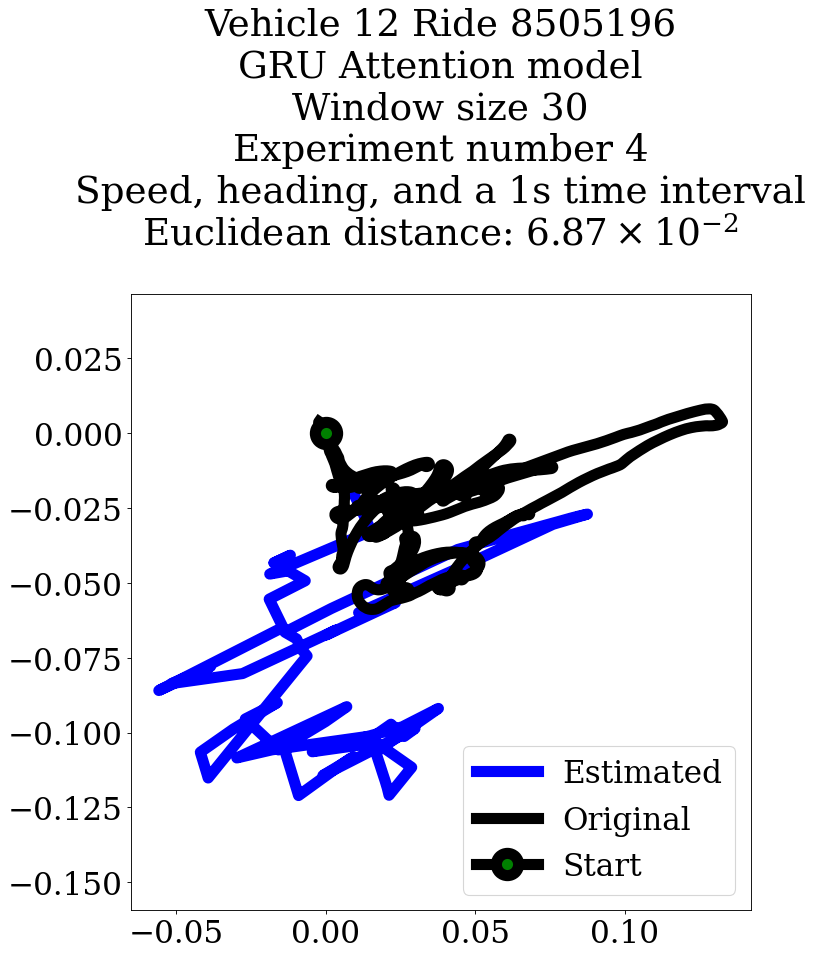 Vehicle 12 Ride 8505196
GRU Attention model
Window size 30
Experiment number 4
Speed, heading, and a 1s time interval
Euclidean distance: 6.87 × 10⁻²
0.025
0.000
−0.025
−0.050
−0.075
−0.100
−0.125
−0.150
Estimated
Original
Start
−0.05 0.00 0.05 0.10